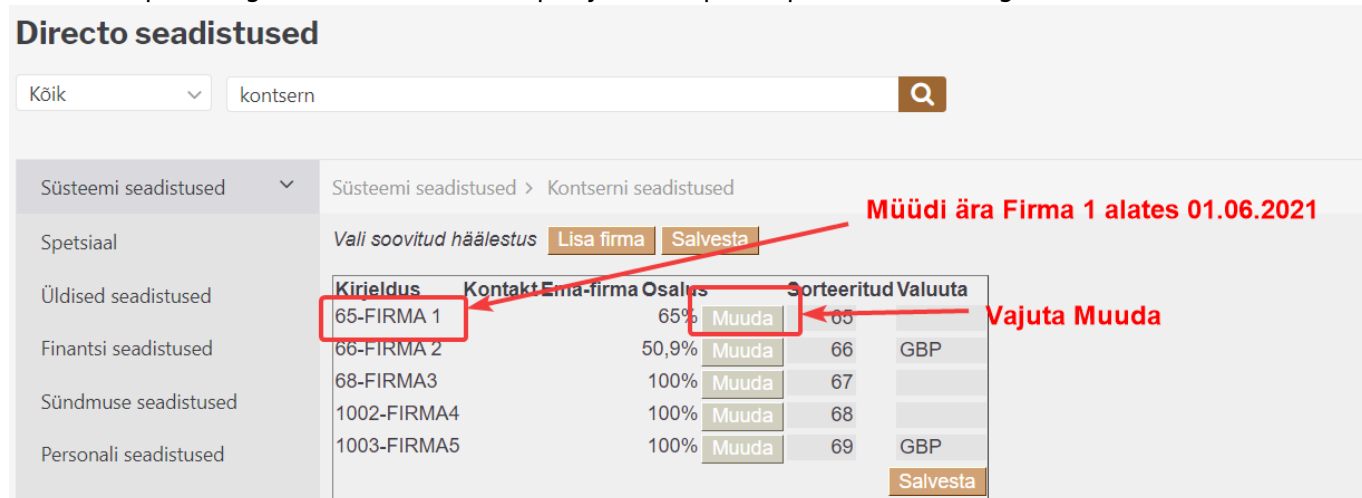 Directo seadistused
Kõik kontsern
Süsteemi seadistused Süsteemi seadistused > Kontserni seadistused
Müüdi ära Firma 1 alates 01.06.2021
Spetsiaal Vali soovitud häälestus Lisa firma Salvesta
Üldised seadistused Kirjeldus Kontakt Ema-firma Osalus Sorteeritud Valuuta
65-FIRMA 1 65% Muuda 65 Vajuta Muuda
Finantsi seadistused 66-FIRMA 2 50,9% Muuda 66 GBP
68-FIRMA3 100% Muuda 67
Sündmuse seadistused 1002-FIRMA4 100% Muuda 68
Personali seadistused 1003-FIRMA5 100% Muuda 69 GBP
Salvesta